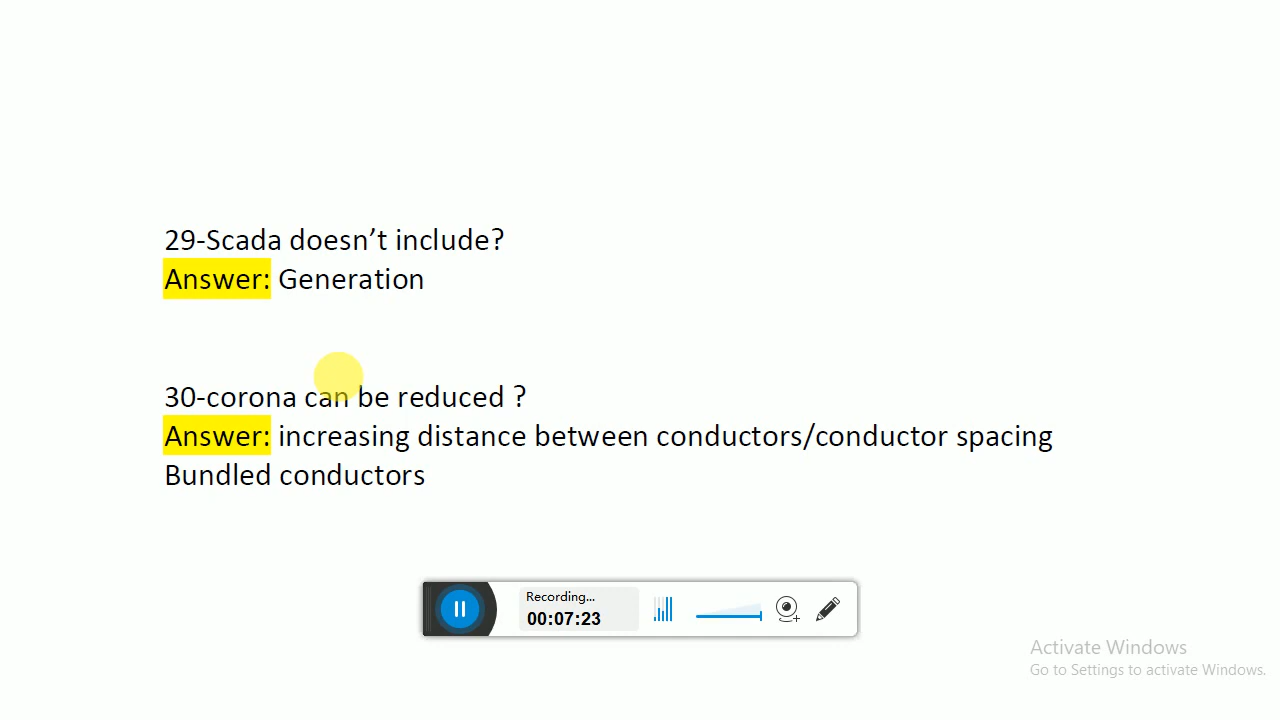 29-Scada doesn’t include?
Answer: Generation
30-corona can be reduced ?
Answer: increasing distance between conductors/conductor spacing
Bundled conductors
Recording...
00:07:23
Activate Windows
Go to Settings to activate Windows.